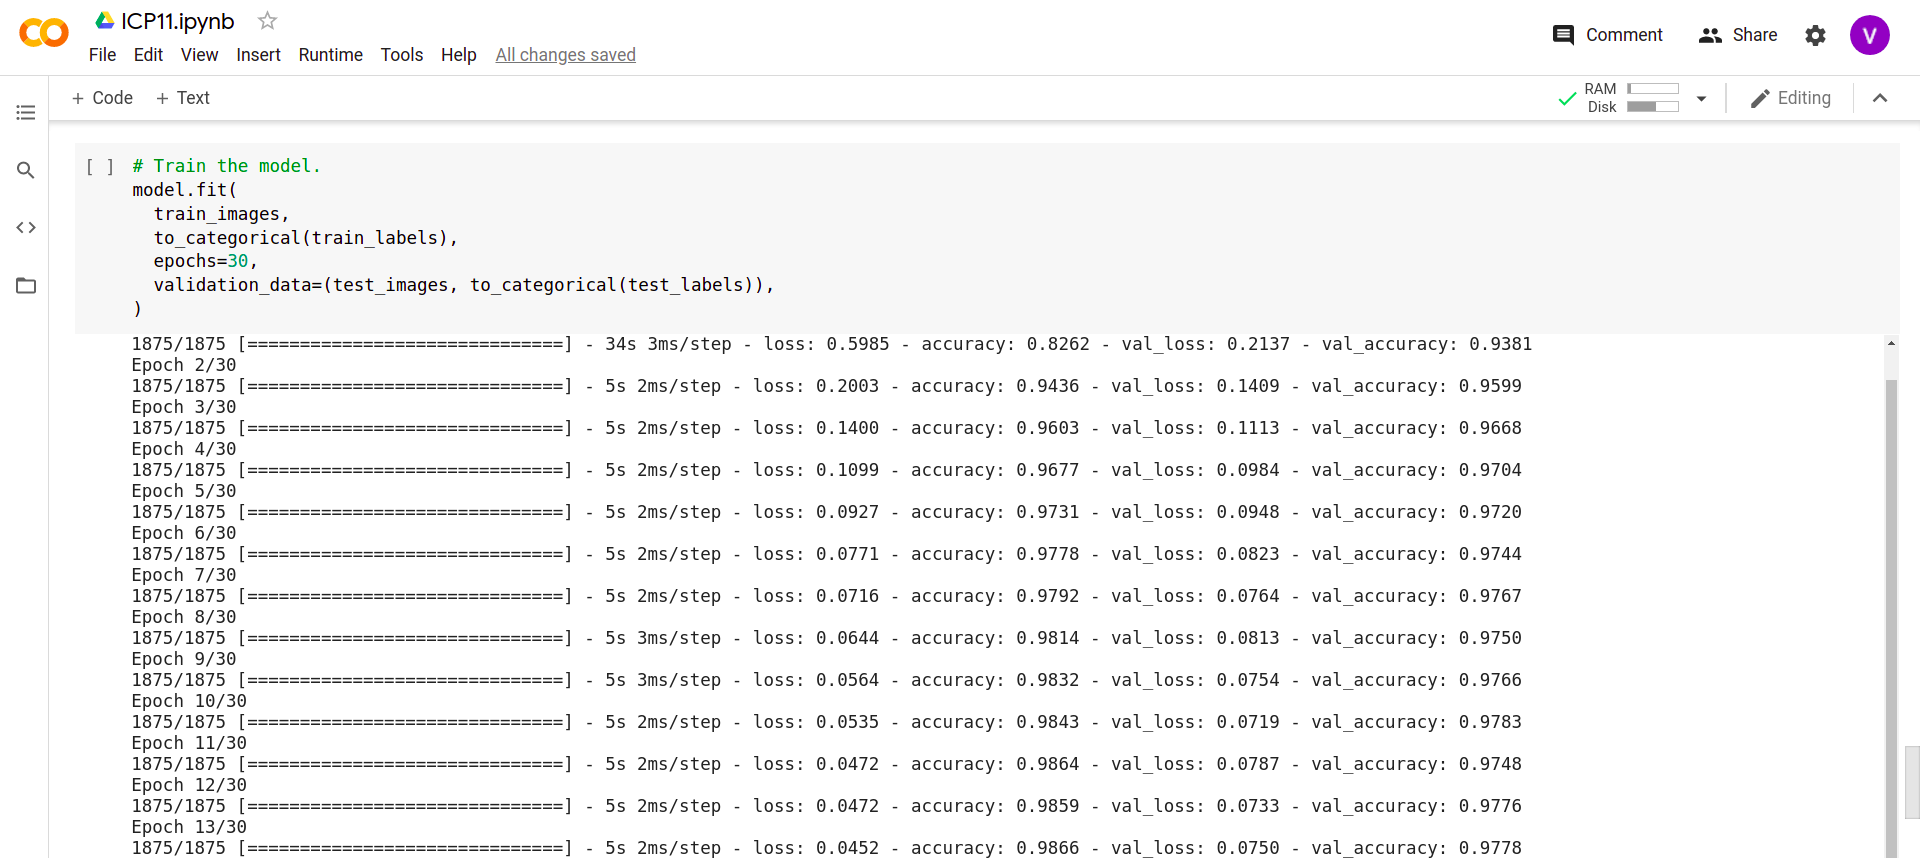 ICP11.ipynb
File Edit View Insert Runtime Tools Help All changes saved
Comment Share V
+ Code + Text
RAM
Disk
Editing
[ ] # Train the model.
model.fit(
  train_images,
  to_categorical(train_labels),
  epochs=30,
  validation_data=(test_images, to_categorical(test_labels)),
)
1875/1875 [==============================] - 34s 3ms/step - loss: 0.5985 - accuracy: 0.8262 - val_loss: 0.2137 - val_accuracy: 0.9381
Epoch 2/30
1875/1875 [==============================] - 5s 2ms/step - loss: 0.2003 - accuracy: 0.9436 - val_loss: 0.1409 - val_accuracy: 0.9599
Epoch 3/30
1875/1875 [==============================] - 5s 2ms/step - loss: 0.1400 - accuracy: 0.9603 - val_loss: 0.1113 - val_accuracy: 0.9668
Epoch 4/30
1875/1875 [==============================] - 5s 2ms/step - loss: 0.1099 - accuracy: 0.9677 - val_loss: 0.0984 - val_accuracy: 0.9704
Epoch 5/30
1875/1875 [==============================] - 5s 2ms/step - loss: 0.0927 - accuracy: 0.9731 - val_loss: 0.0948 - val_accuracy: 0.9720
Epoch 6/30
1875/1875 [==============================] - 5s 2ms/step - loss: 0.0771 - accuracy: 0.9778 - val_loss: 0.0823 - val_accuracy: 0.9744
Epoch 7/30
1875/1875 [==============================] - 5s 2ms/step - loss: 0.0716 - accuracy: 0.9792 - val_loss: 0.0764 - val_accuracy: 0.9767
Epoch 8/30
1875/1875 [==============================] - 5s 3ms/step - loss: 0.0644 - accuracy: 0.9814 - val_loss: 0.0813 - val_accuracy: 0.9750
Epoch 9/30
1875/1875 [==============================] - 5s 3ms/step - loss: 0.0564 - accuracy: 0.9832 - val_loss: 0.0754 - val_accuracy: 0.9766
Epoch 10/30
1875/1875 [==============================] - 5s 2ms/step - loss: 0.0535 - accuracy: 0.9843 - val_loss: 0.0719 - val_accuracy: 0.9783
Epoch 11/30
1875/1875 [==============================] - 5s 2ms/step - loss: 0.0472 - accuracy: 0.9864 - val_loss: 0.0787 - val_accuracy: 0.9748
Epoch 12/30
1875/1875 [==============================] - 5s 2ms/step - loss: 0.0472 - accuracy: 0.9859 - val_loss: 0.0733 - val_accuracy: 0.9776
Epoch 13/30
1875/1875 [==============================] - 5s 2ms/step - loss: 0.0452 - accuracy: 0.9866 - val_loss: 0.0750 - val_accuracy: 0.9778